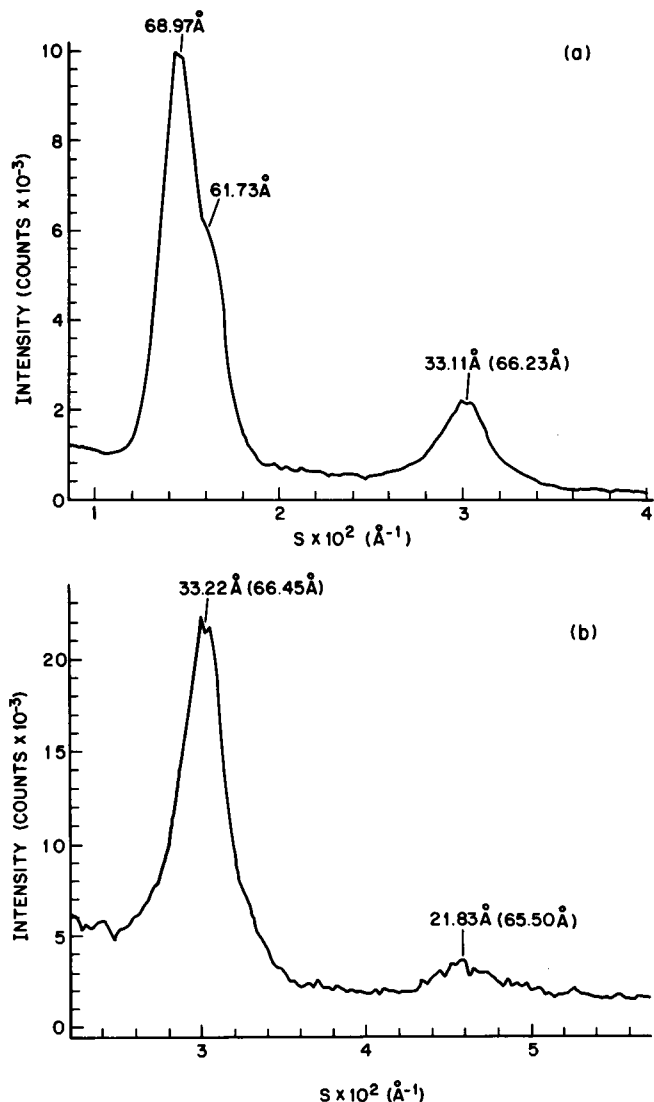 68.97Å
(a)
10
8
61.73Å
6
4
33.11Å (66.23Å)
2
0
INTENSITY (COUNTS × 10⁻³)
1 2 3 4
S × 10² (Å⁻¹)
33.22Å (66.45Å)
(b)
20
15
10
21.83Å (65.50Å)
5
0
INTENSITY (COUNTS × 10⁻³)
3 4 5
S × 10² (Å⁻¹)